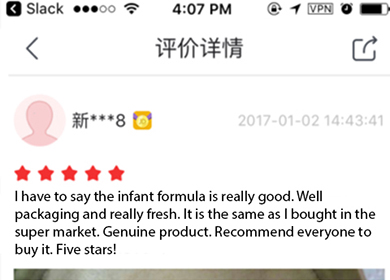 Slack 4:07 PM VPN
评价详情
新***8
2017-01-02 14:43:41
I have to say the infant formula is really good. Well
packaging and really fresh. It is the same as I bought in the
super market. Genuine product. Recommend everyone to
buy it. Five stars!